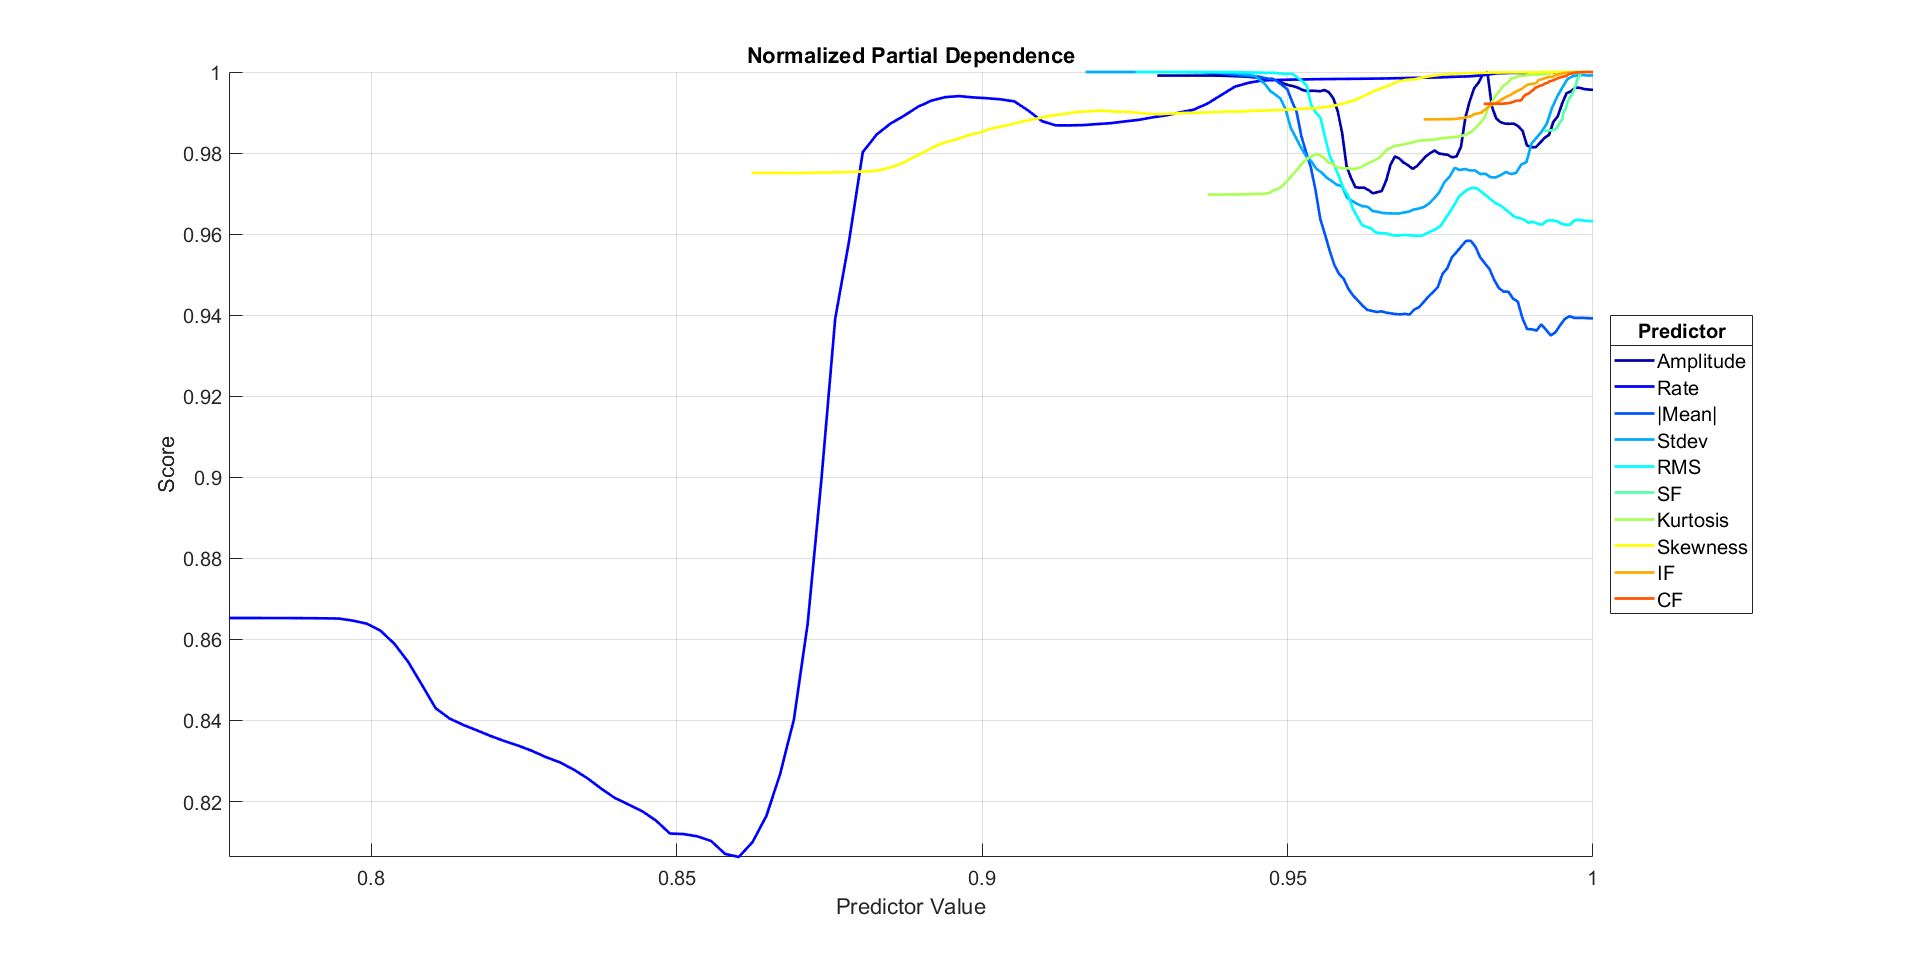 Normalized Partial Dependence
1
0.98
0.96
0.94
0.92
0.9
0.88
0.86
0.84
0.82
Score
0.8
0.85
0.9
0.95
1
Predictor Value
Predictor
Amplitude
Rate
|Mean|
Stdev
RMS
SF
Kurtosis
Skewness
IF
CF